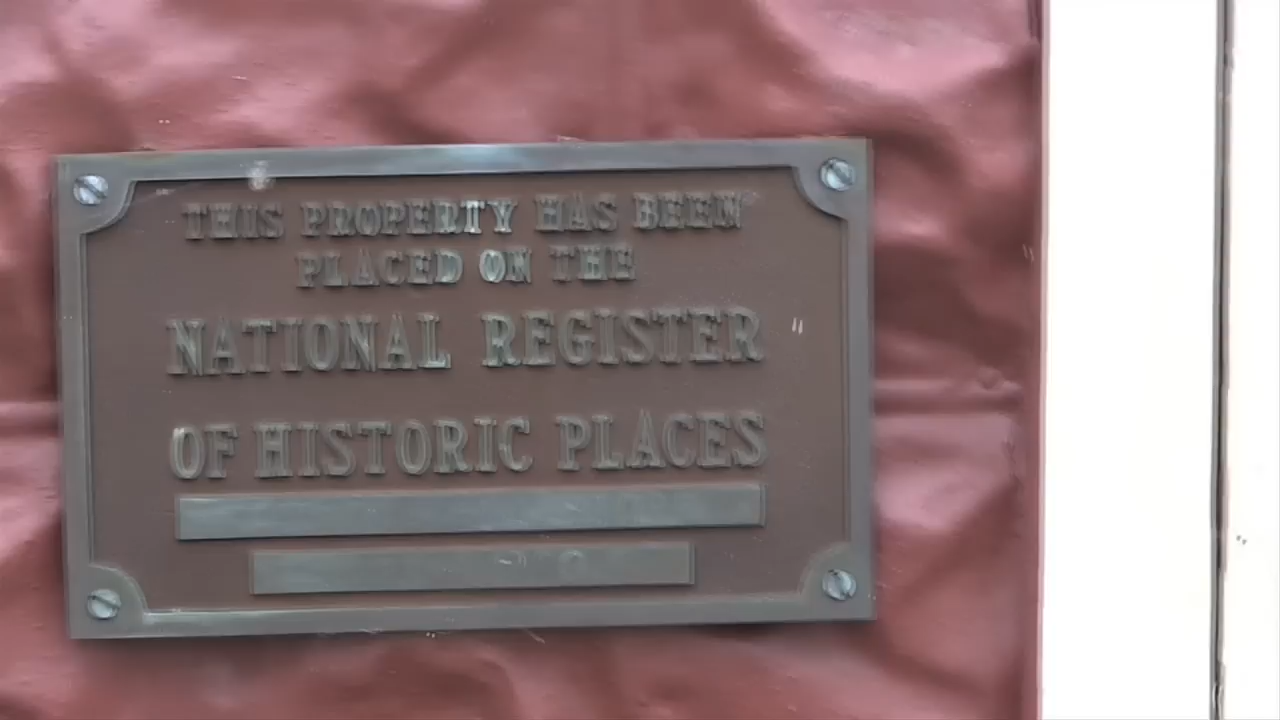 THIS PROPERTY HAS BEEN
PLACED ON THE
NATIONAL REGISTER
OF HISTORIC PLACES